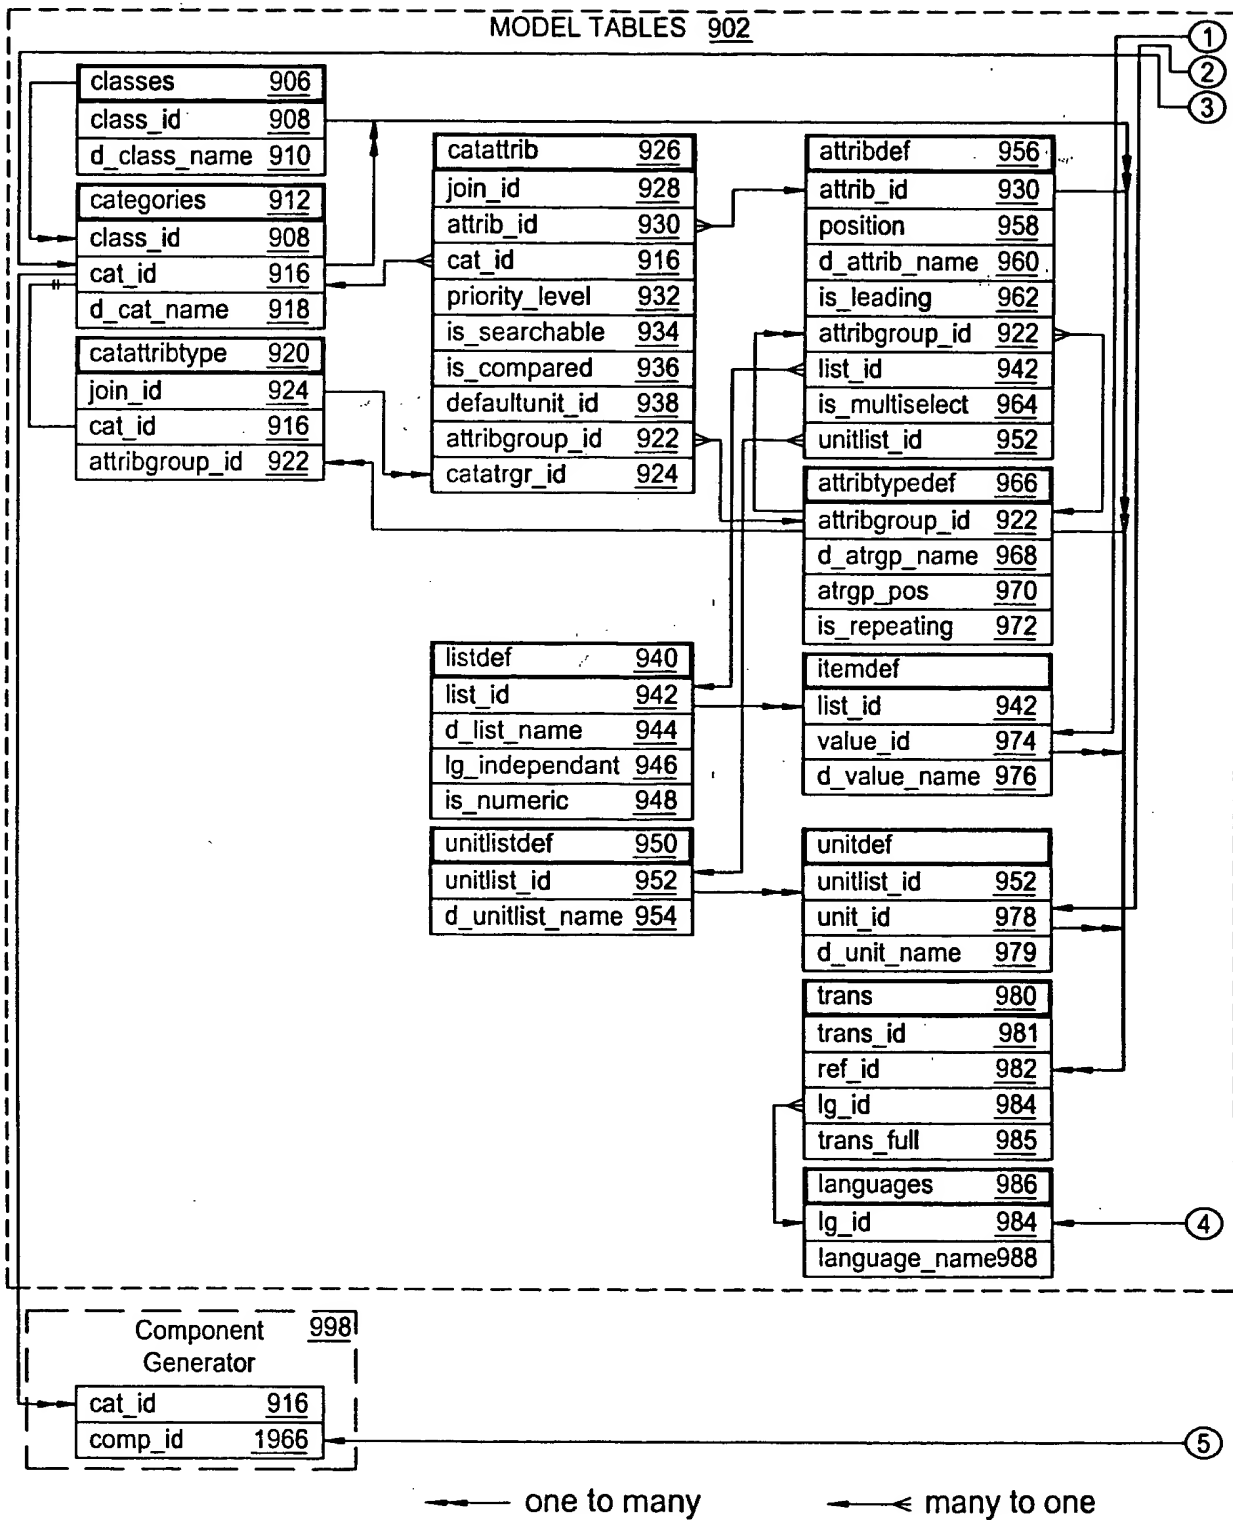 MODEL TABLES 902
1
2
3
classes 906
class_id 908
d_class_name 910
categories 912
class_id 908
cat_id 916
d_cat_name 918
catattribtype 920
join_id 924
cat_id 916
attribgroup_id 922
catattrib 926
join_id 928
attrib_id 930
cat_id 916
priority_level 932
is_searchable 934
is_compared 936
defaultunit_id 938
attribgroup_id 922
catatrgr_id 924
attribdef 956
attrib_id 930
position 958
d_attrib_name 960
is_leading 962
attribgroup_id 922
list_id 942
is_multiselect 964
unitlist_id 952
attribtypedef 966
attribgroup_id 922
d_atrgp_name 968
atrgp_pos 970
is_repeating 972
listdef 940
list_id 942
d_list_name 944
lg_independant 946
is_numeric 948
unitlistdef 950
unitlist_id 952
d_unitlist_name 954
itemdef
list_id 942
value_id 974
d_value_name 976
unitdef
unitlist_id 952
unit_id 978
d_unit_name 979
trans 980
trans_id 981
ref_id 982
lg_id 984
trans_full 985
languages 986
lg_id 984
language_name 988
4
Component 998
Generator
cat_id 916
comp_id 1966
5
one to many
many to one